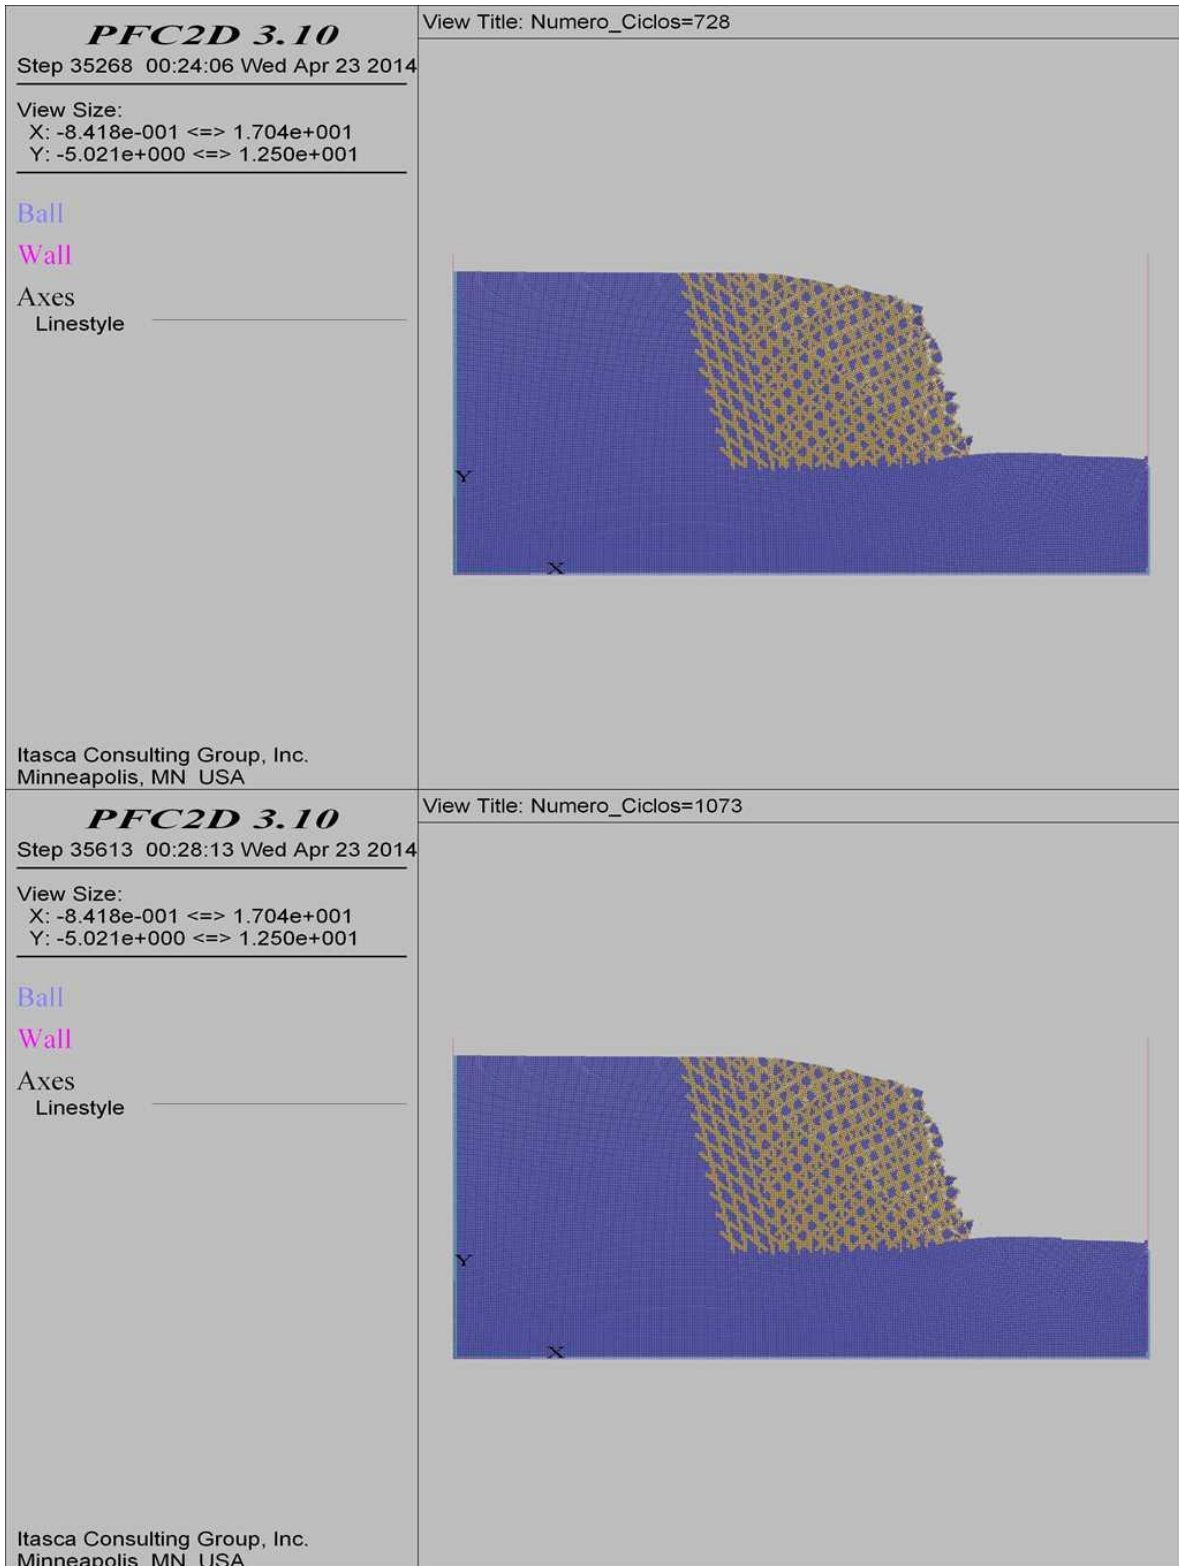 PFC2D 3.10
Step 35268  00:24:06 Wed Apr 23 2014
View Size:
X: -8.418e-001 <=> 1.704e+001
Y: -5.021e+000 <=> 1.250e+001
Ball
Wall
Axes
Linestyle
Itasca Consulting Group, Inc.
Minneapolis, MN  USA
View Title: Numero_Ciclos=728
Y
X
PFC2D 3.10
Step 35613  00:28:13 Wed Apr 23 2014
View Size:
X: -8.418e-001 <=> 1.704e+001
Y: -5.021e+000 <=> 1.250e+001
Ball
Wall
Axes
Linestyle
Itasca Consulting Group, Inc.
Minneapolis, MN  USA
View Title: Numero_Ciclos=1073
Y
X